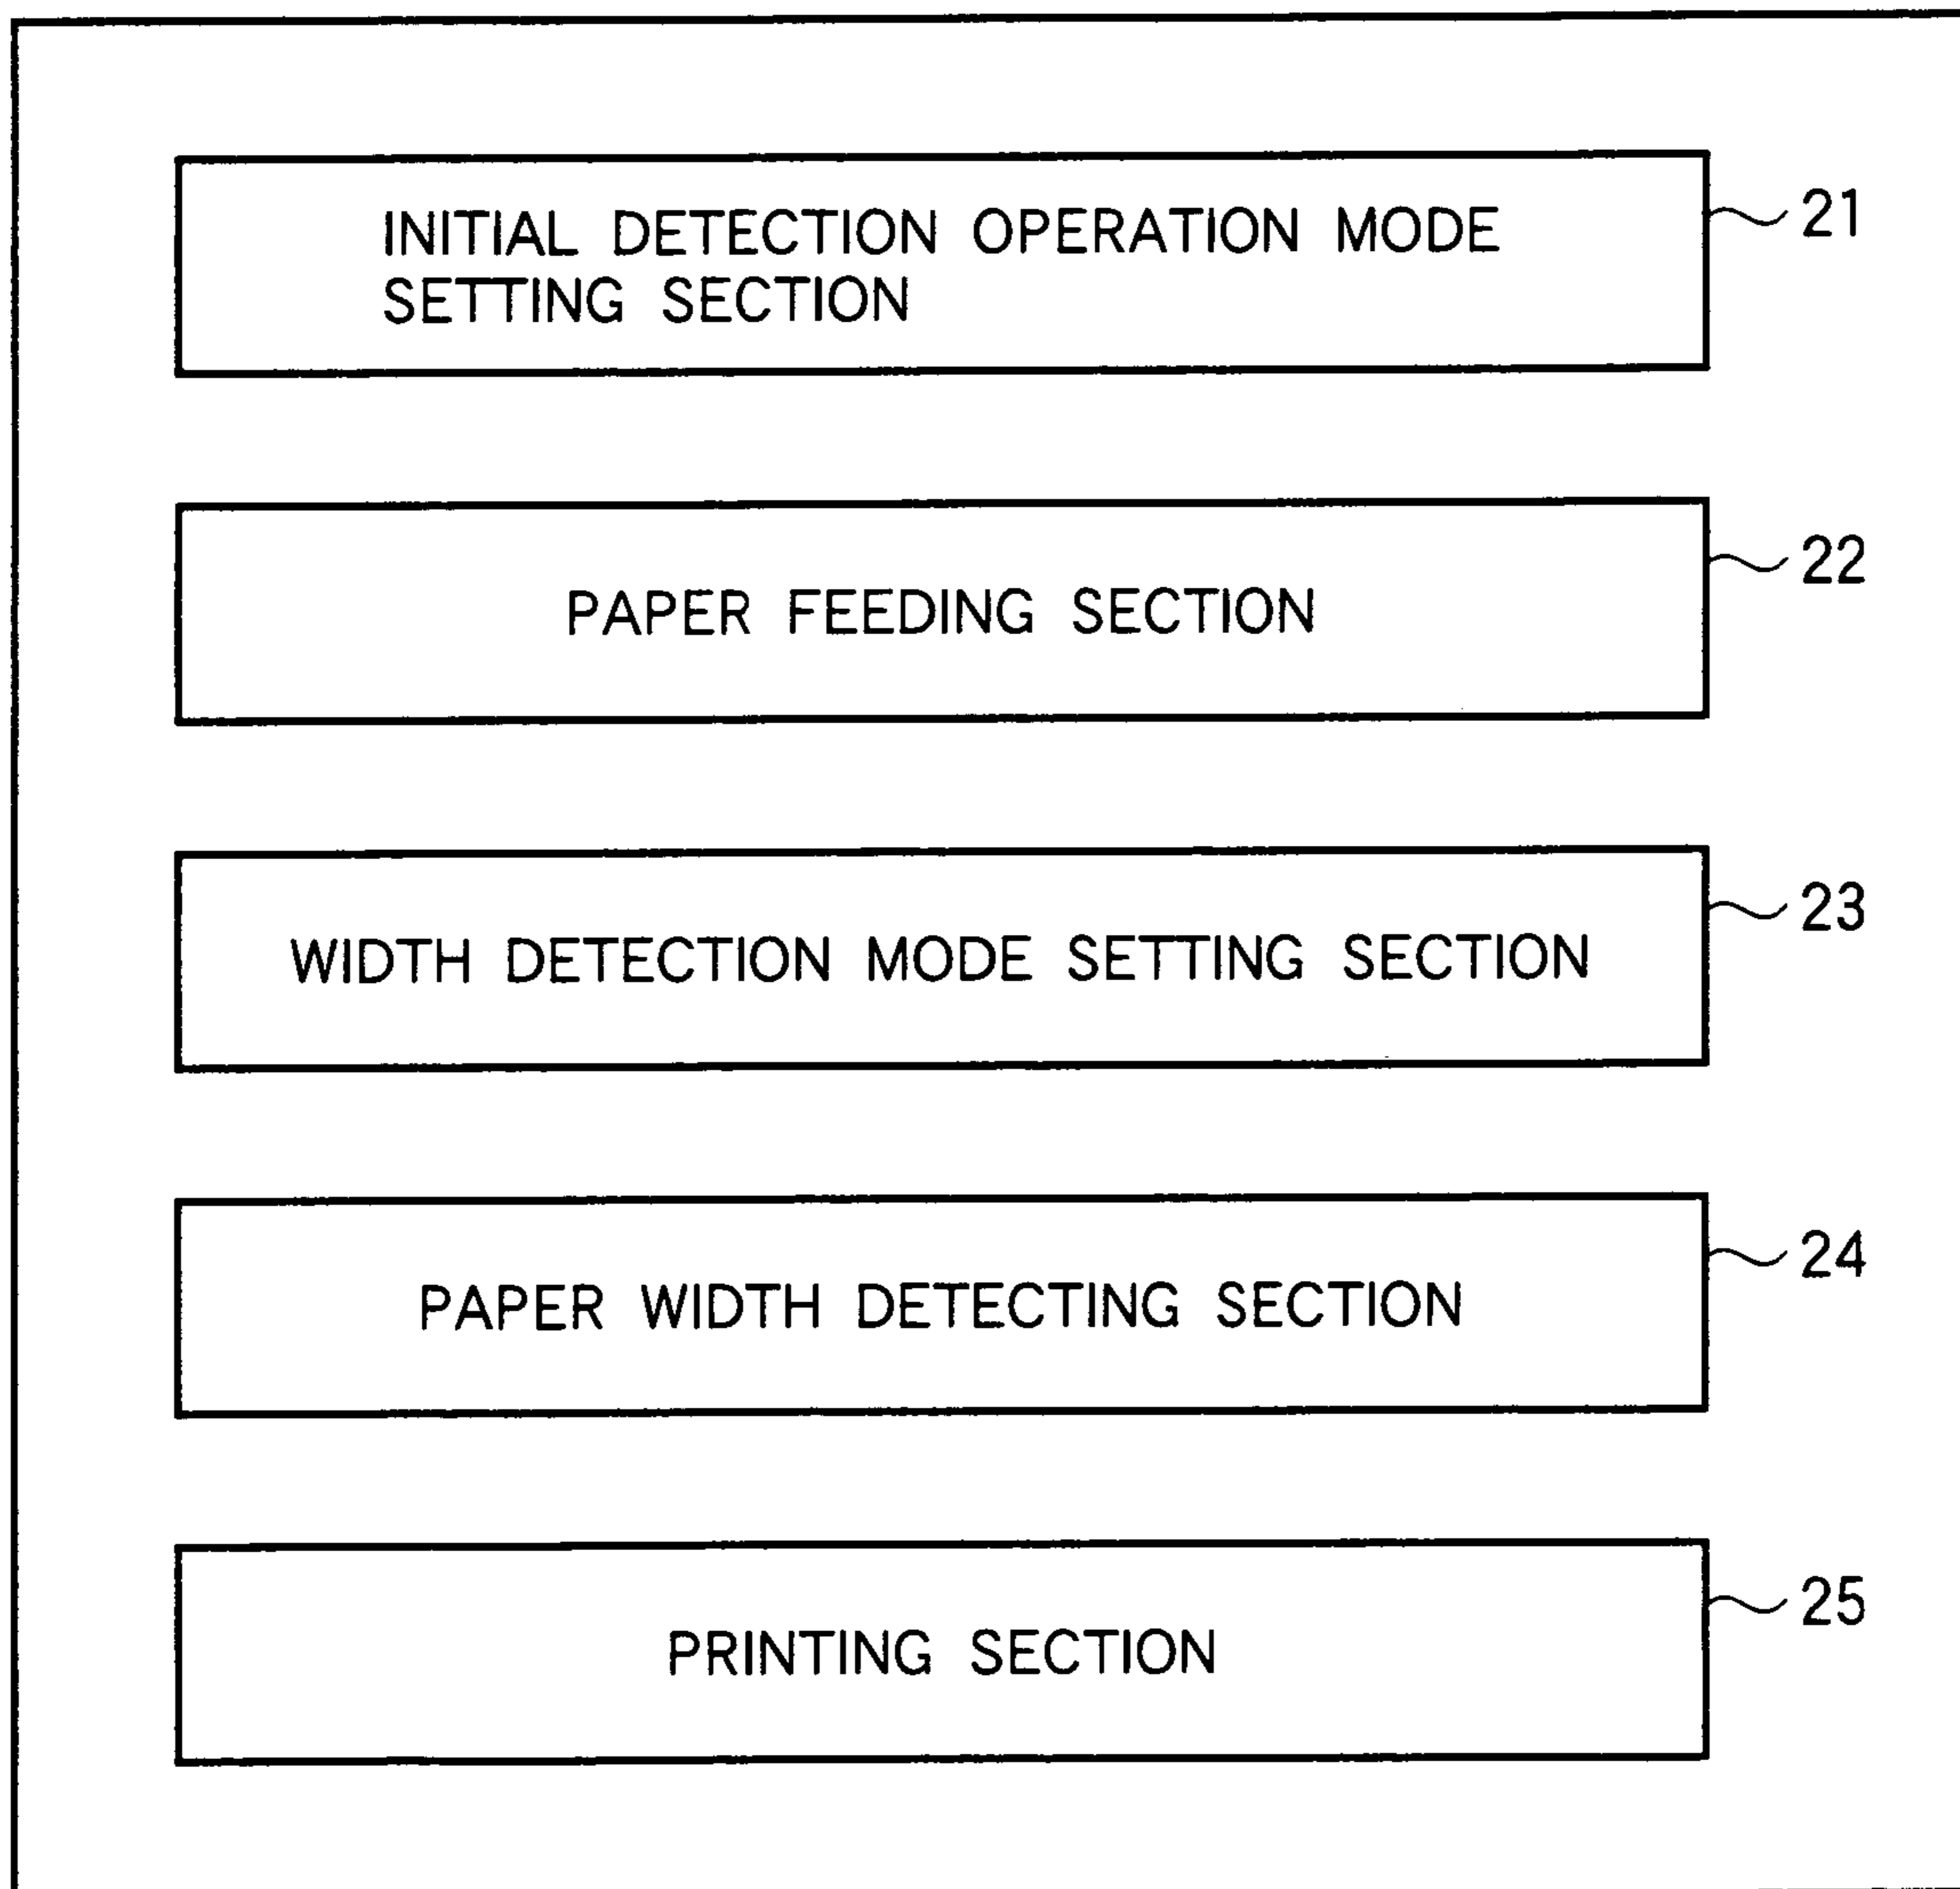 INITIAL DETECTION OPERATION MODE
SETTING SECTION
21
PAPER FEEDING SECTION
22
WIDTH DETECTION MODE SETTING SECTION
23
PAPER WIDTH DETECTING SECTION
24
PRINTING SECTION
25